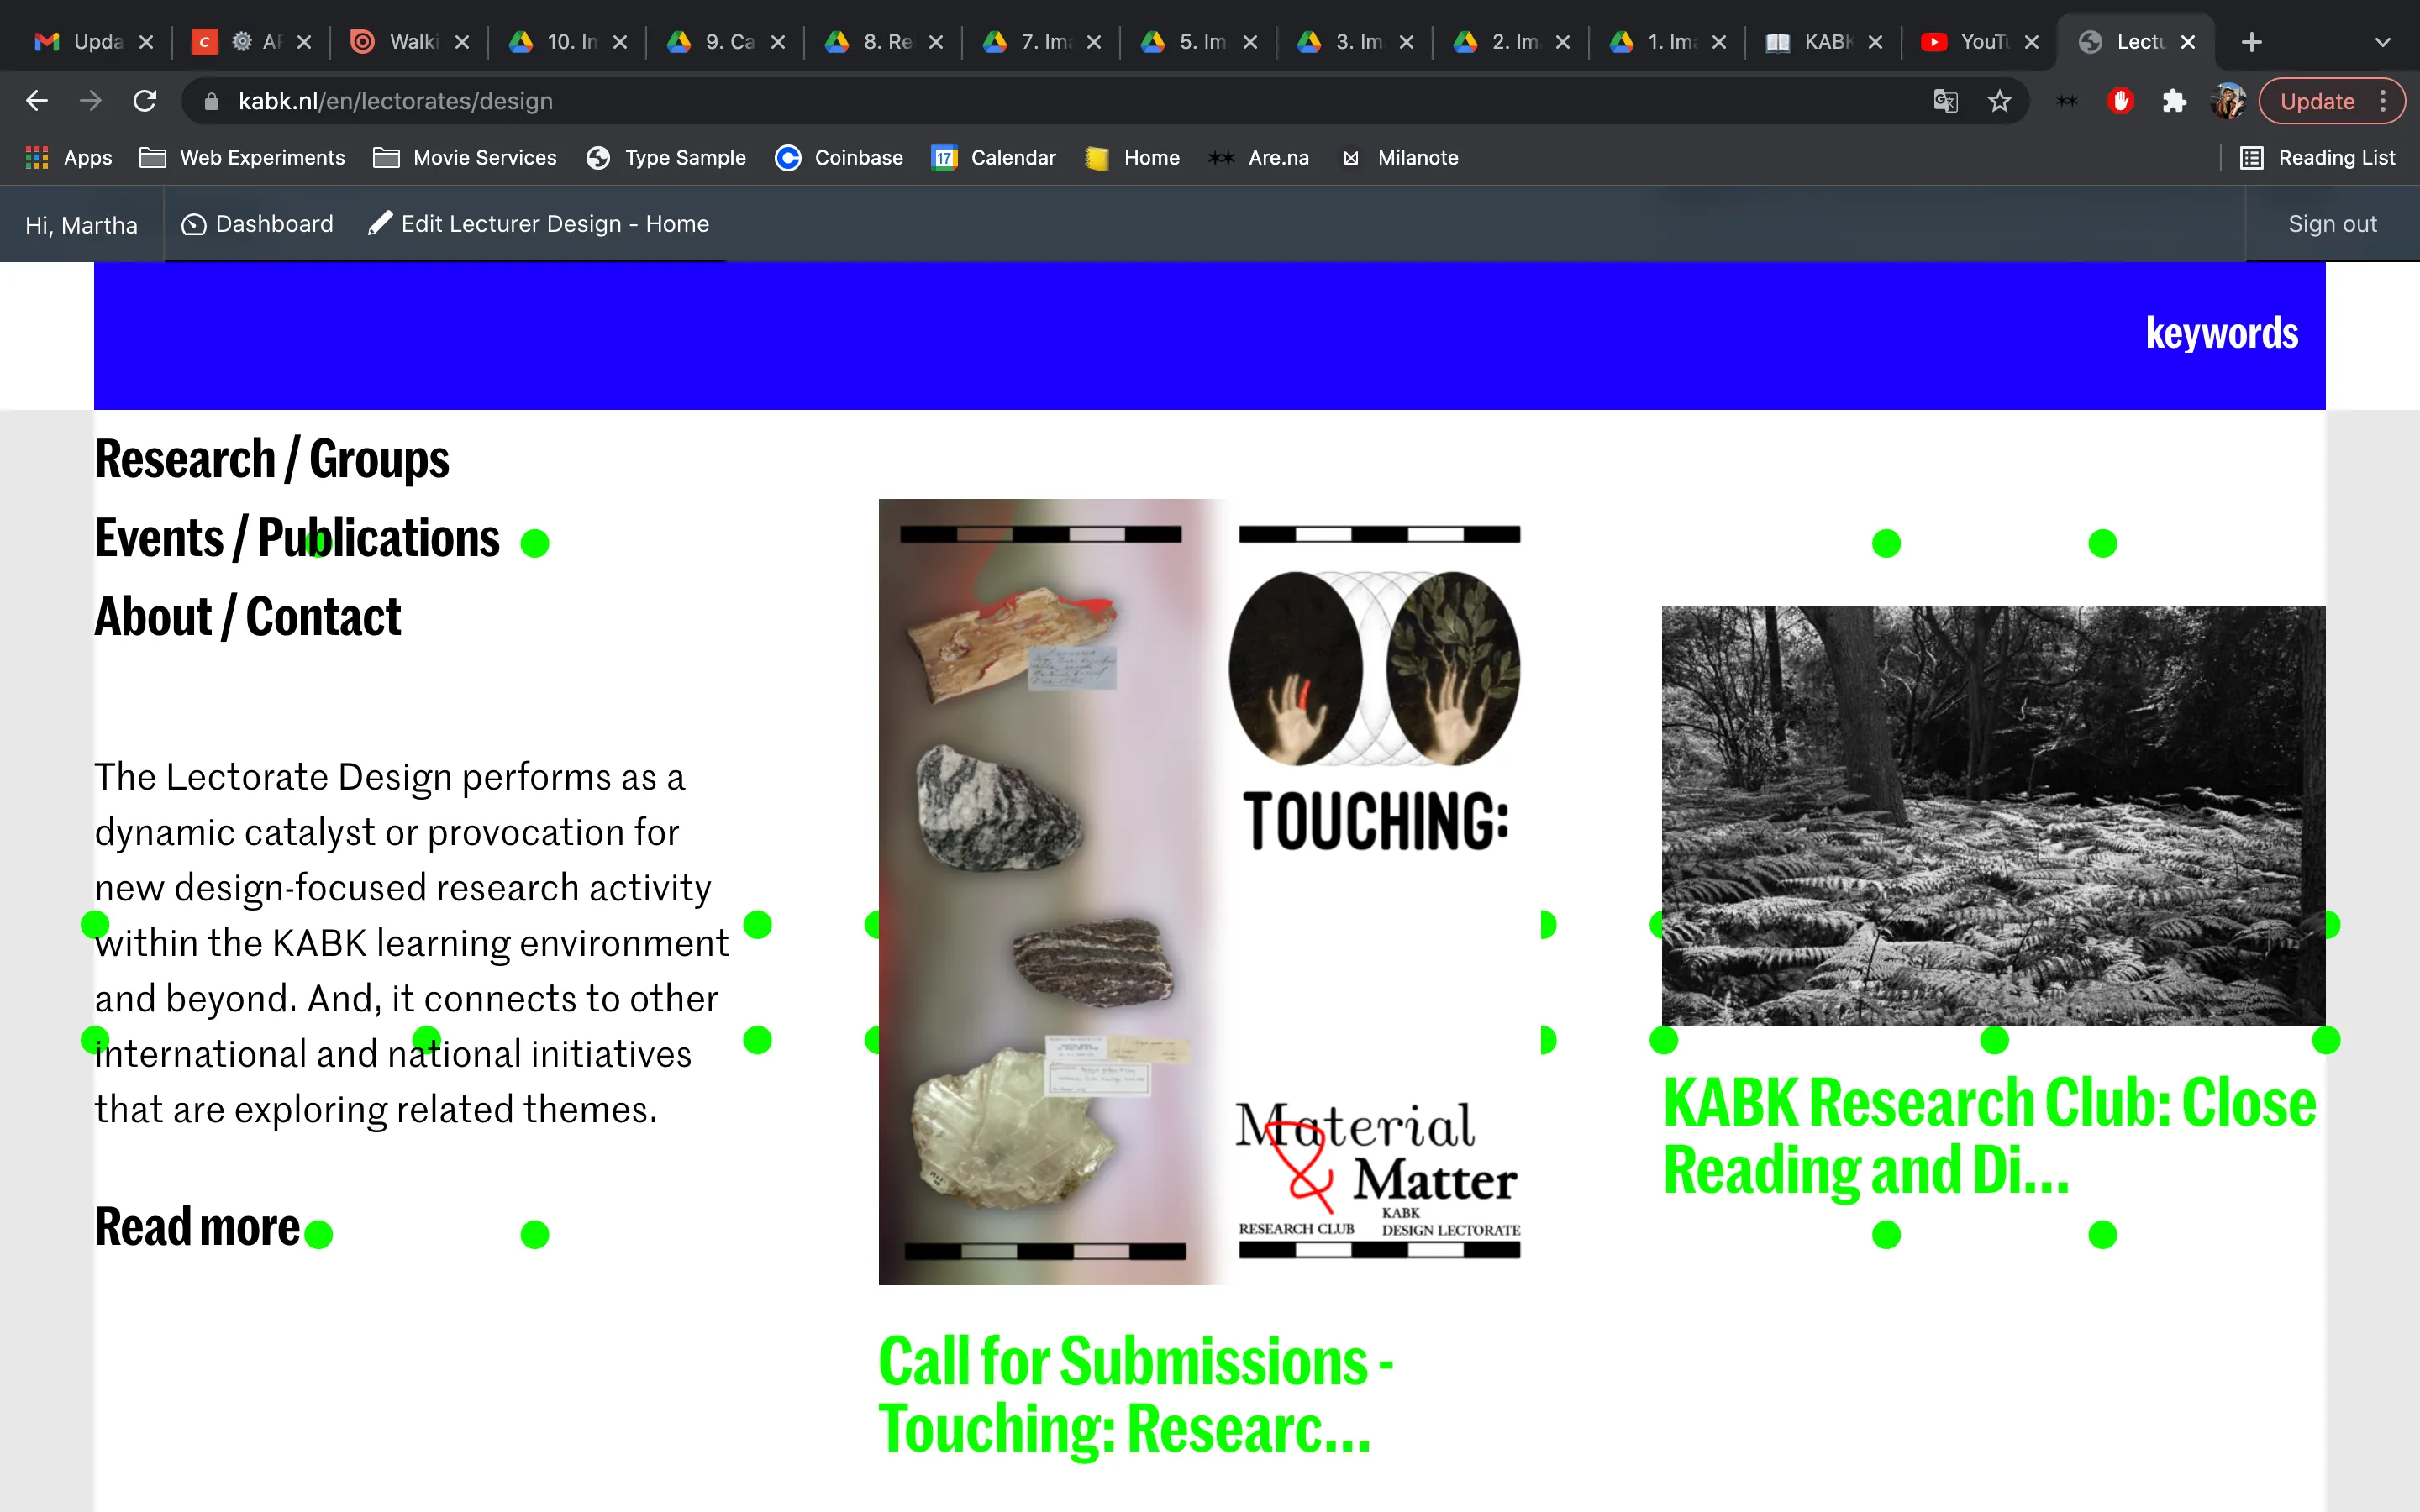 Upda
AF
Walki
10. In
9. Ca
8. Re
7. Ima
5. Im
3. Im
2. Im
1. Ima
KABK
YouTu
Lectu
kabk.nl/en/lectorates/design
Update
Apps
Web Experiments
Movie Services
Type Sample
Coinbase
17
Calendar
Home
Are.na
Milanote
Reading List
Hi, Martha
Dashboard
Edit Lecturer Design - Home
Sign out
keywords
Research / Groups
Events / Publications
About / Contact
The Lectorate Design performs as a
dynamic catalyst or provocation for
new design-focused research activity
within the KABK learning environment
and beyond. And, it connects to other
international and national initiatives
that are exploring related themes.
Read more
TOUCHING:
Material
& Matter
RESEARCH CLUB
KABK
DESIGN LECTORATE
Call for Submissions -
Touching: Researc...
KABK Research Club: Close
Reading and Di...